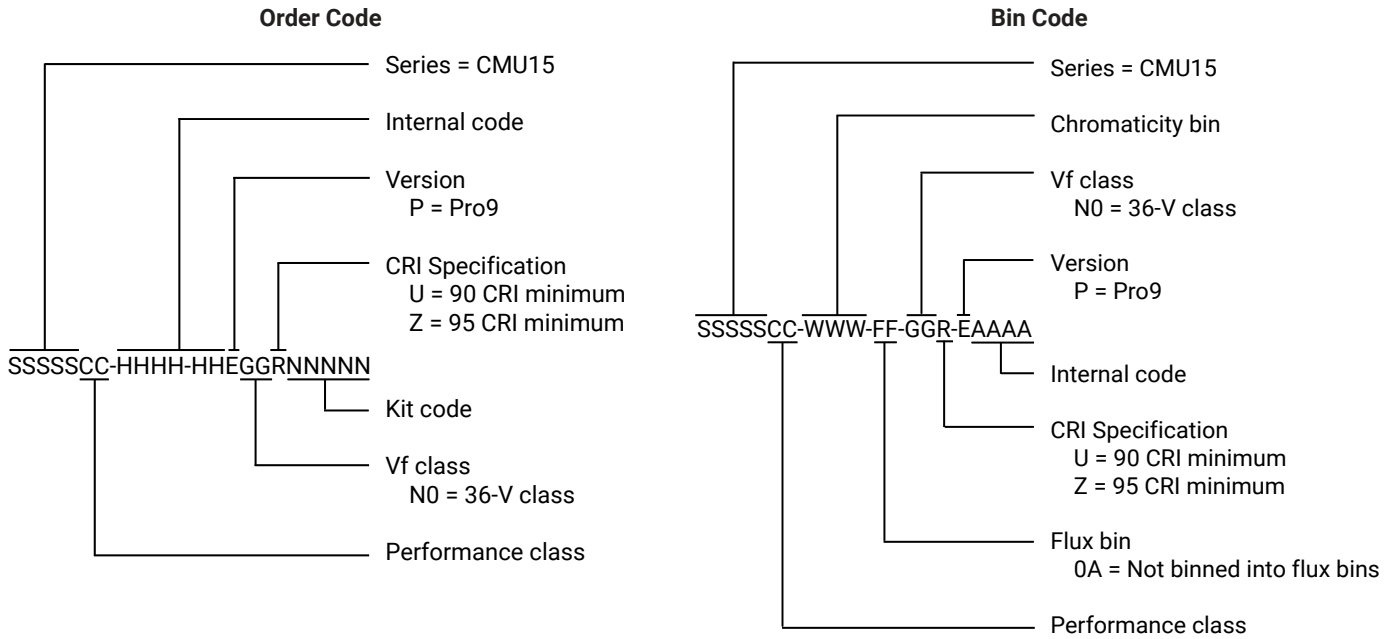 Order Code
Series = CMU15
Internal code
Version
P = Pro9
CRI Specification
U = 90 CRI minimum
Z = 95 CRI minimum
SSSSSCC-HHHH-HHEGGRNNNNN
Kit code
Vf class
N0 = 36-V class
Performance class
Bin Code
Series = CMU15
Chromaticity bin
Vf class
N0 = 36-V class
Version
P = Pro9
SSSSSCC-WWW-FF-GGR-EAAAA
Internal code
CRI Specification
U = 90 CRI minimum
Z = 95 CRI minimum
Flux bin
0A = Not binned into flux bins
Performance class